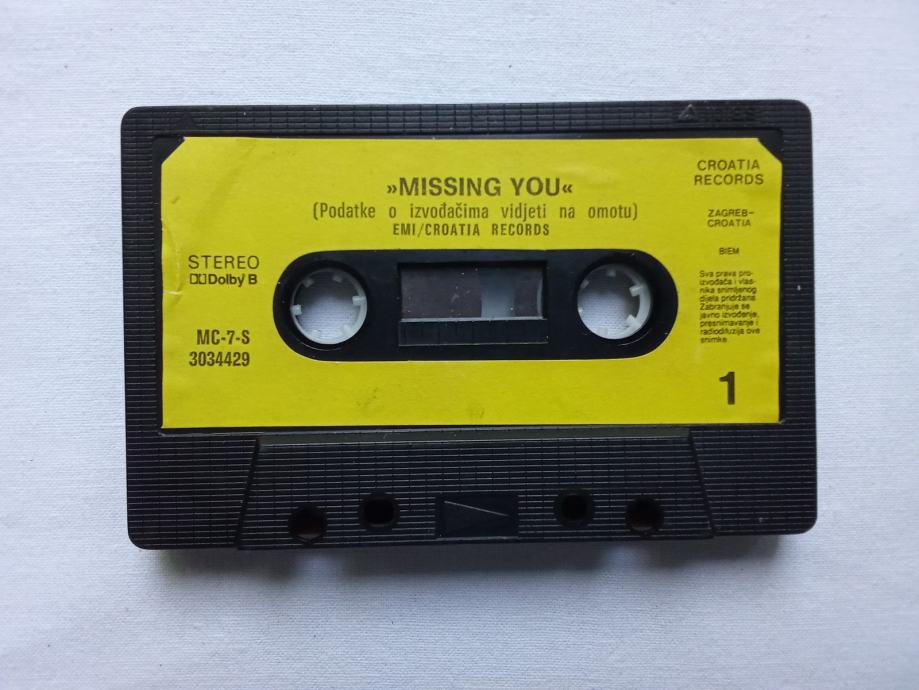 »MISSING YOU«
(Podatke o izvođačima vidjeti na omotu)
EMI/CROATIA RECORDS
CROATIA
RECORDS
ZAGREB–
CROATIA
BIEM
Sva prava pro-
izvođača i vlas-
nika snimljenog
dijela pridržana.
Zabranjuje se
javno izvođenje,
presnimavanje i
radiodifuzija ove
snimke.
STEREO
Dolby B
MC-7-S
3034429
1